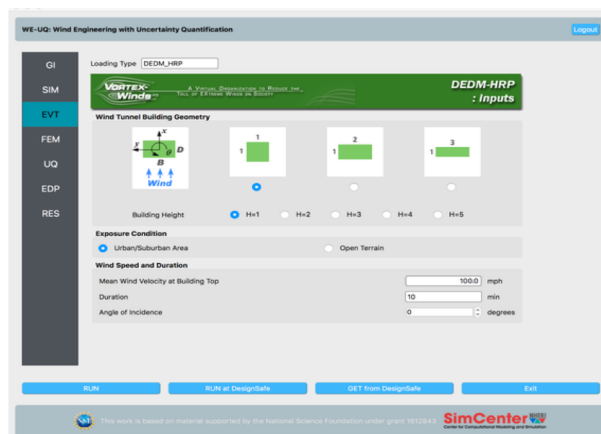 WE-UQ: Wind Engineering with Uncertainty Quantification
Logout
GI
SIM
EVT
FEM
UQ
EDP
RES
Loading Type DEDM_HRP
VORTEX-Winds
A Virtual Organization to Reduce the
Toll of EXtreme Winds on Society
DEDM-HRP
: Inputs
Wind Tunnel Building Geometry
x
y θ D
B
Wind
1
1
2
1
3
1
Building Height H=1 H=2 H=3 H=4 H=5
Exposure Condition
Urban/Suburban Area Open Terrain
Wind Speed and Duration
Mean Wind Velocity at Building Top 100.0 mph
Duration 10 min
Angle of Incidence 0 degrees
RUN RUN at DesignSafe GET from DesignSafe Exit
NSF
This work is based on material supported by the National Science Foundation under grant 1612843
SimCenter
Center for Computational Modeling and Simulation